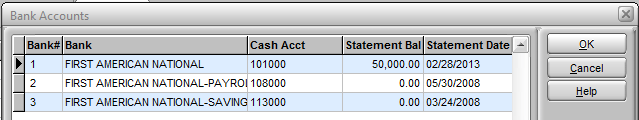 Bank Accounts
Bank# Bank Cash Acct Statement Bal Statement Date
1 FIRST AMERICAN NATIONAL 101000 50,000.00 02/28/2013
2 FIRST AMERICAN NATIONAL-PAYROI 108000 0.00 05/30/2008
3 FIRST AMERICAN NATIONAL-SAVING 113000 0.00 03/24/2008
OK
Cancel
Help